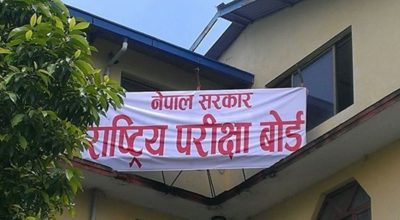 नेपाल सरकार
राष्ट्रिय परीक्षा बोर्ड